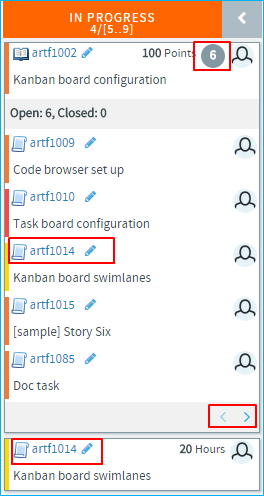 IN PROGRESS
4/[5..9]
artf1002 100 Points 6
Kanban board configuration
Open: 6, Closed: 0
artf1009
Code browser set up
artf1010
Task board configuration
artf1014
Kanban board swimlanes
artf1015
[sample] Story Six
artf1085
Doc task
artf1014 20 Hours
Kanban board swimlanes